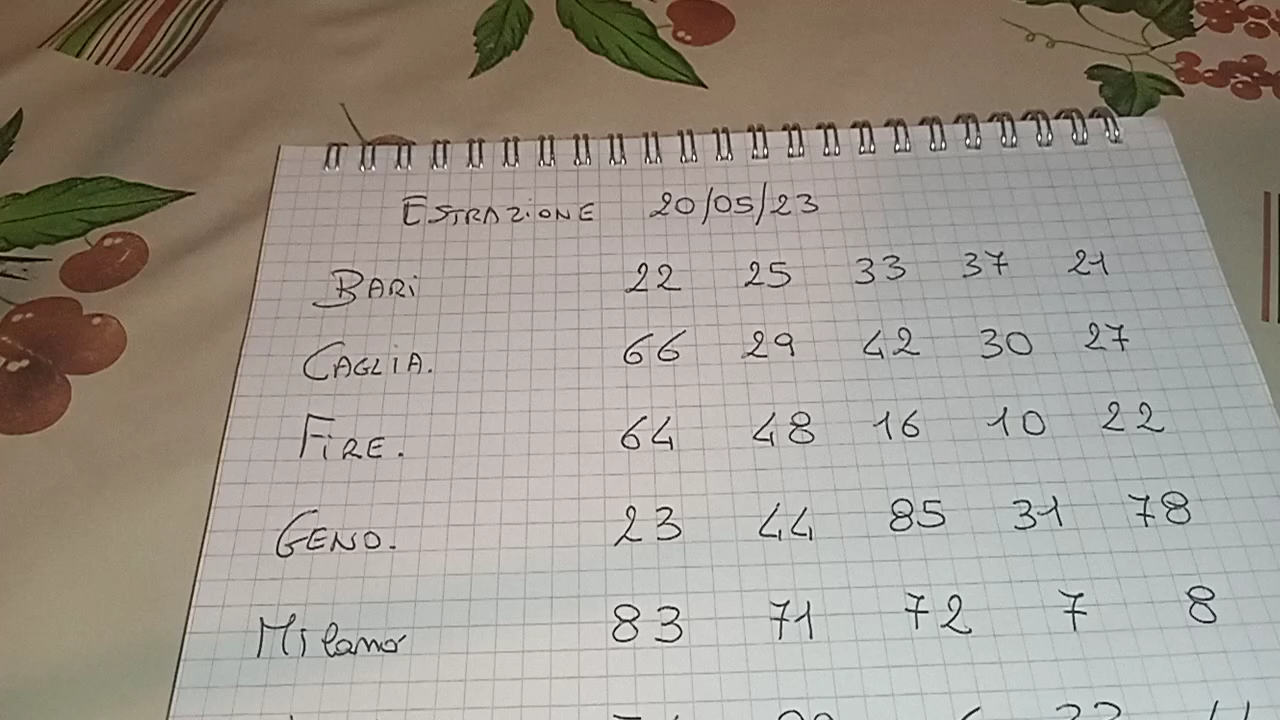 ESTRAZIONE 20/05/23
BARI 22 25 33 37 21
CAGLIA. 66 29 42 30 27
FIRE. 64 48 16 10 22
GENO. 23 44 85 31 78
Milano 83 71 72 7 8